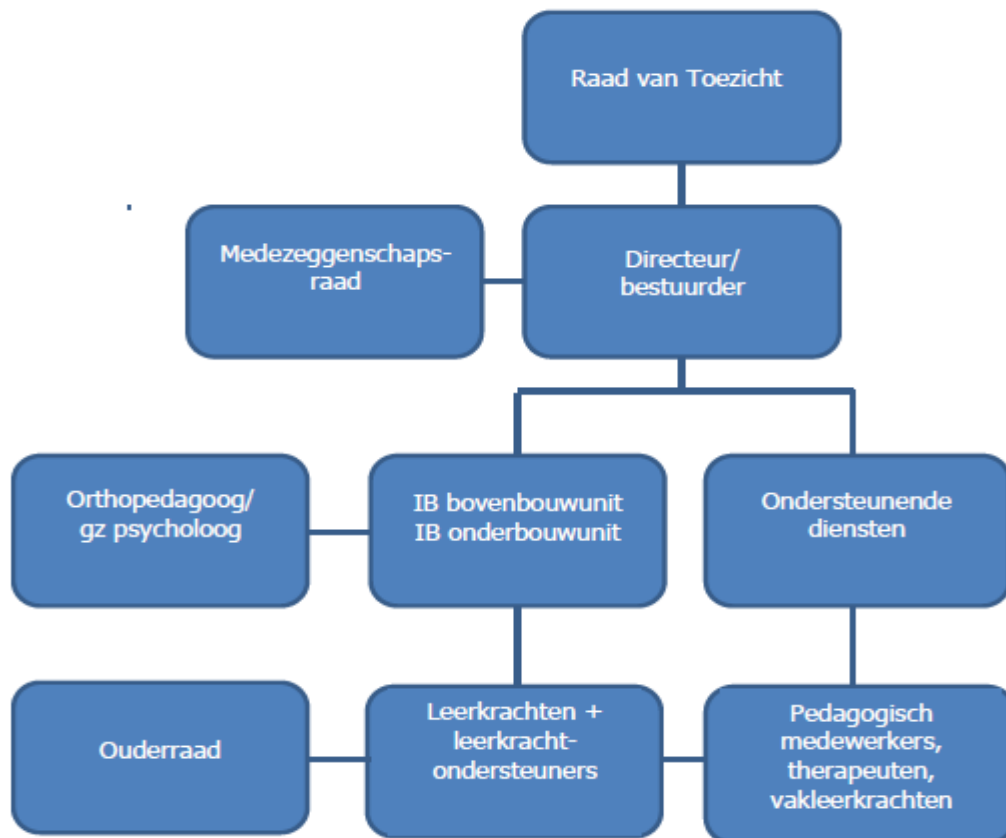 Raad van Toezicht
Medezeggenschaps-
raad
Directeur/
bestuurder
Orthopedagoog/
gz psycholoog
IB bovenbouwunit
IB onderbouwunit
Ondersteunende
diensten
Ouderraad
Leerkrachten +
leerkracht-
ondersteuners
Pedagogisch
medewerkers,
therapeuten,
vakleerkrachten